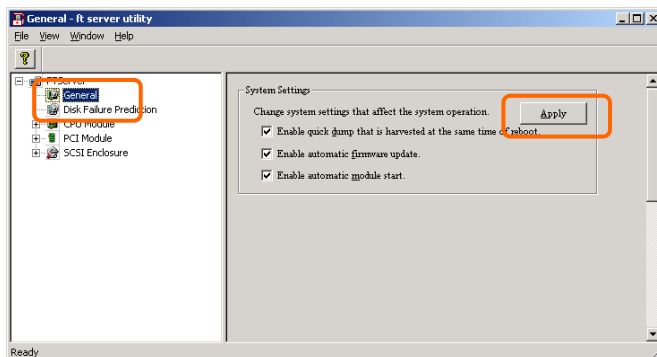 General - ft server utility
File View Window Help
FTServer
General
Disk Failure Prediction
CPU Module
PCI Module
SCSI Enclosure
System Settings
Change system settings that affect the system operation.
Apply
Enable quick dump that is harvested at the same time of reboot.
Enable automatic firmware update.
Enable automatic module start.
Ready